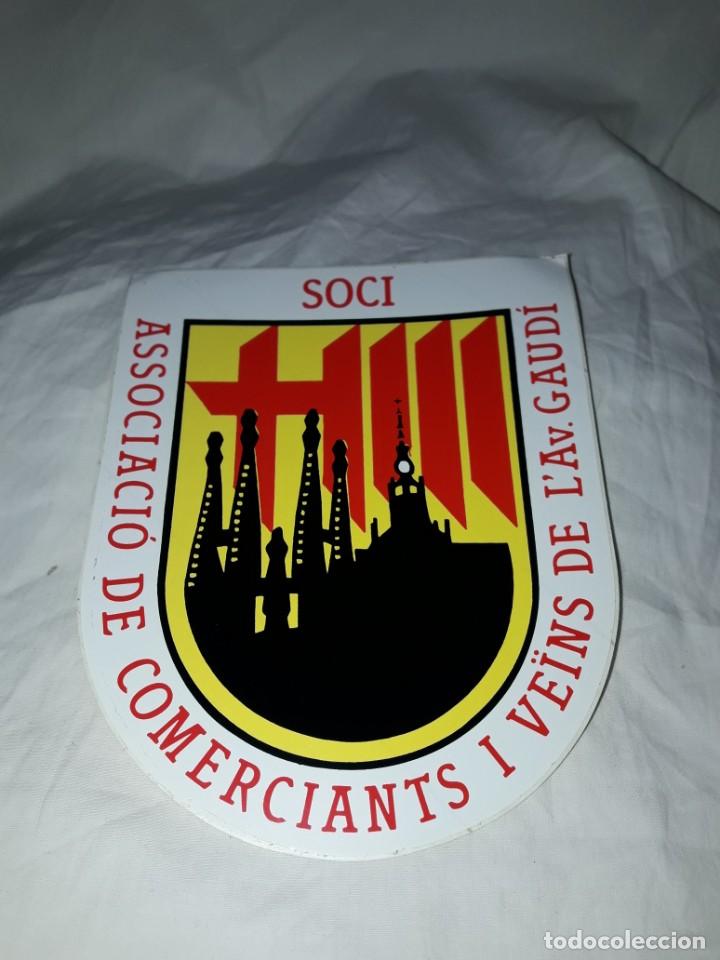 SOCI
ASSOCIACIÓ DE COMERCIANTS I VEÏNS DE L'AV. GAUDÍ
todocoleccion